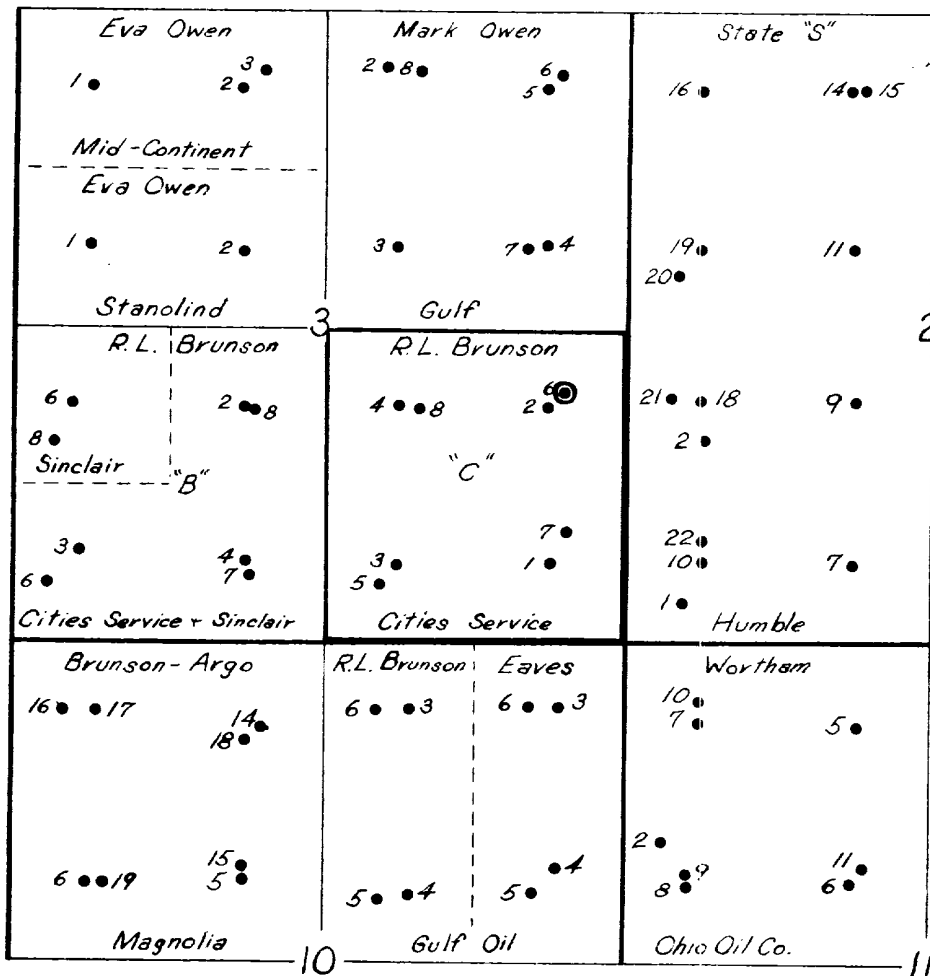 Eva Owen Mark Owen State "S"
3 2 8 6
1 2 5 16 14 15
Mid-Continent
Eva Owen
1 2 3 7 4 19 11
20
Stanolind Gulf
3 2
R.L. Brunson R.L. Brunson
6
6 2 8 4 8 2 21 18 9
8 2
Sinclair "B" "C"
7 22
3 4 3 1 10 7
6 7 5 1
Cities Service + Sinclair Cities Service Humble
Brunson-Argo R.L. Brunson Eaves Wortham
10
16 17 14 6 3 6 3 7 5
18
2
15 4 9 11
6 19 5 5 4 5 8 6
Magnolia Gulf Oil Ohio Oil Co.
10 11